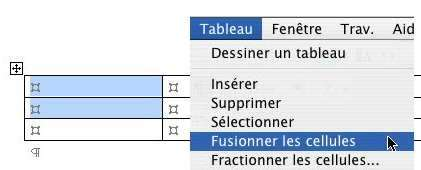 Tableau Fenêtre Trav. Aid
Dessiner un tableau
Insérer
Supprimer
Sélectionner
Fusionner les cellules
Fractionner les cellules...
¤ ¤
¤ ¤
¤ ¤
¶